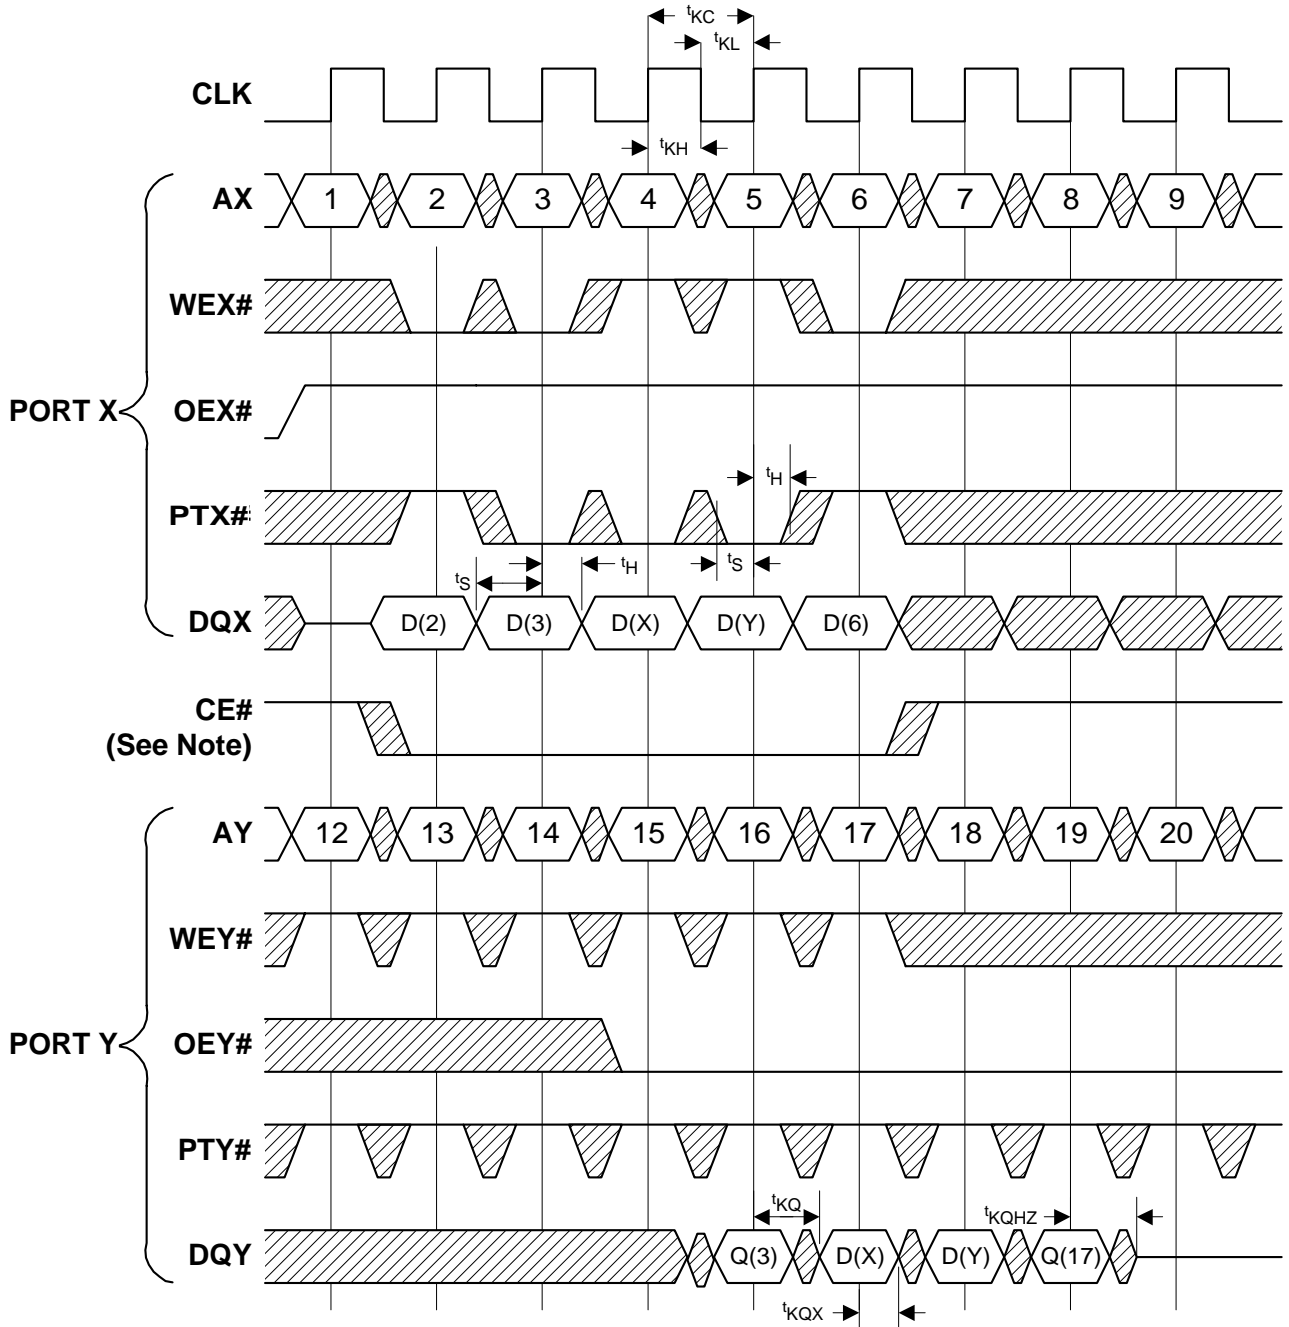 tKC
tKL
CLK
tKH
AX 1 2 3 4 5 6 7 8 9
WEX#
PORT X OEX#
tH
PTX#
tS tH tS
DQX D(2) D(3) D(X) D(Y) D(6)
CE#
(See Note)
AY 12 13 14 15 16 17 18 19 20
WEY#
PORT Y OEY#
PTY#
tKQ tKQHZ
DQY Q(3) D(X) D(Y) Q(17)
tKQX